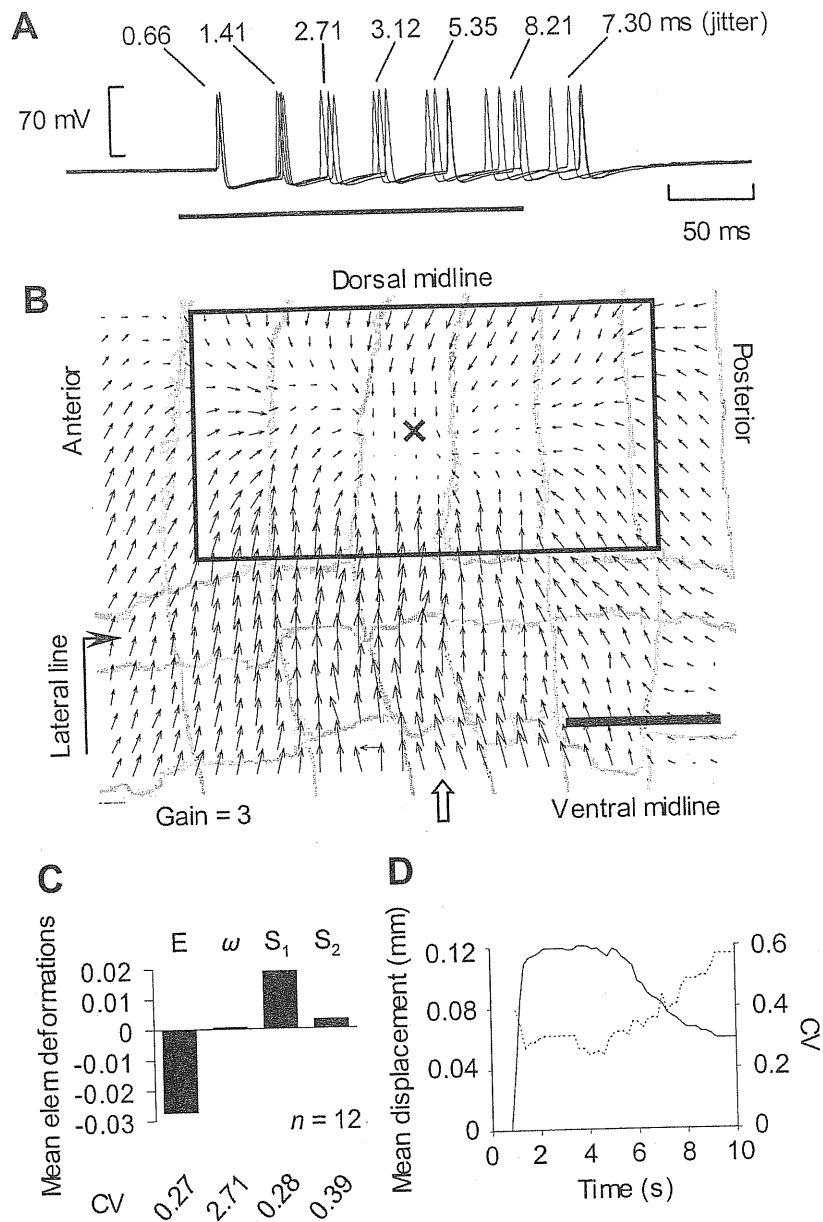 A
0.66 1.41 2.71 3.12 5.35 8.21 7.30 ms (jitter)
70 mV
50 ms
B
Dorsal midline
Anterior
Posterior
Lateral line
Gain = 3
Ventral midline
C
Mean elem deformations
E ω S1 S2
0.02
0.01
0
-0.01
-0.02
-0.03
n = 12
CV 0.27 2.71 0.28 0.39
D
Mean displacement (mm)
0.12
0.08
0.04
0
0.6
0.4
0.2
0
CV
0 2 4 6 8 10
Time (s)